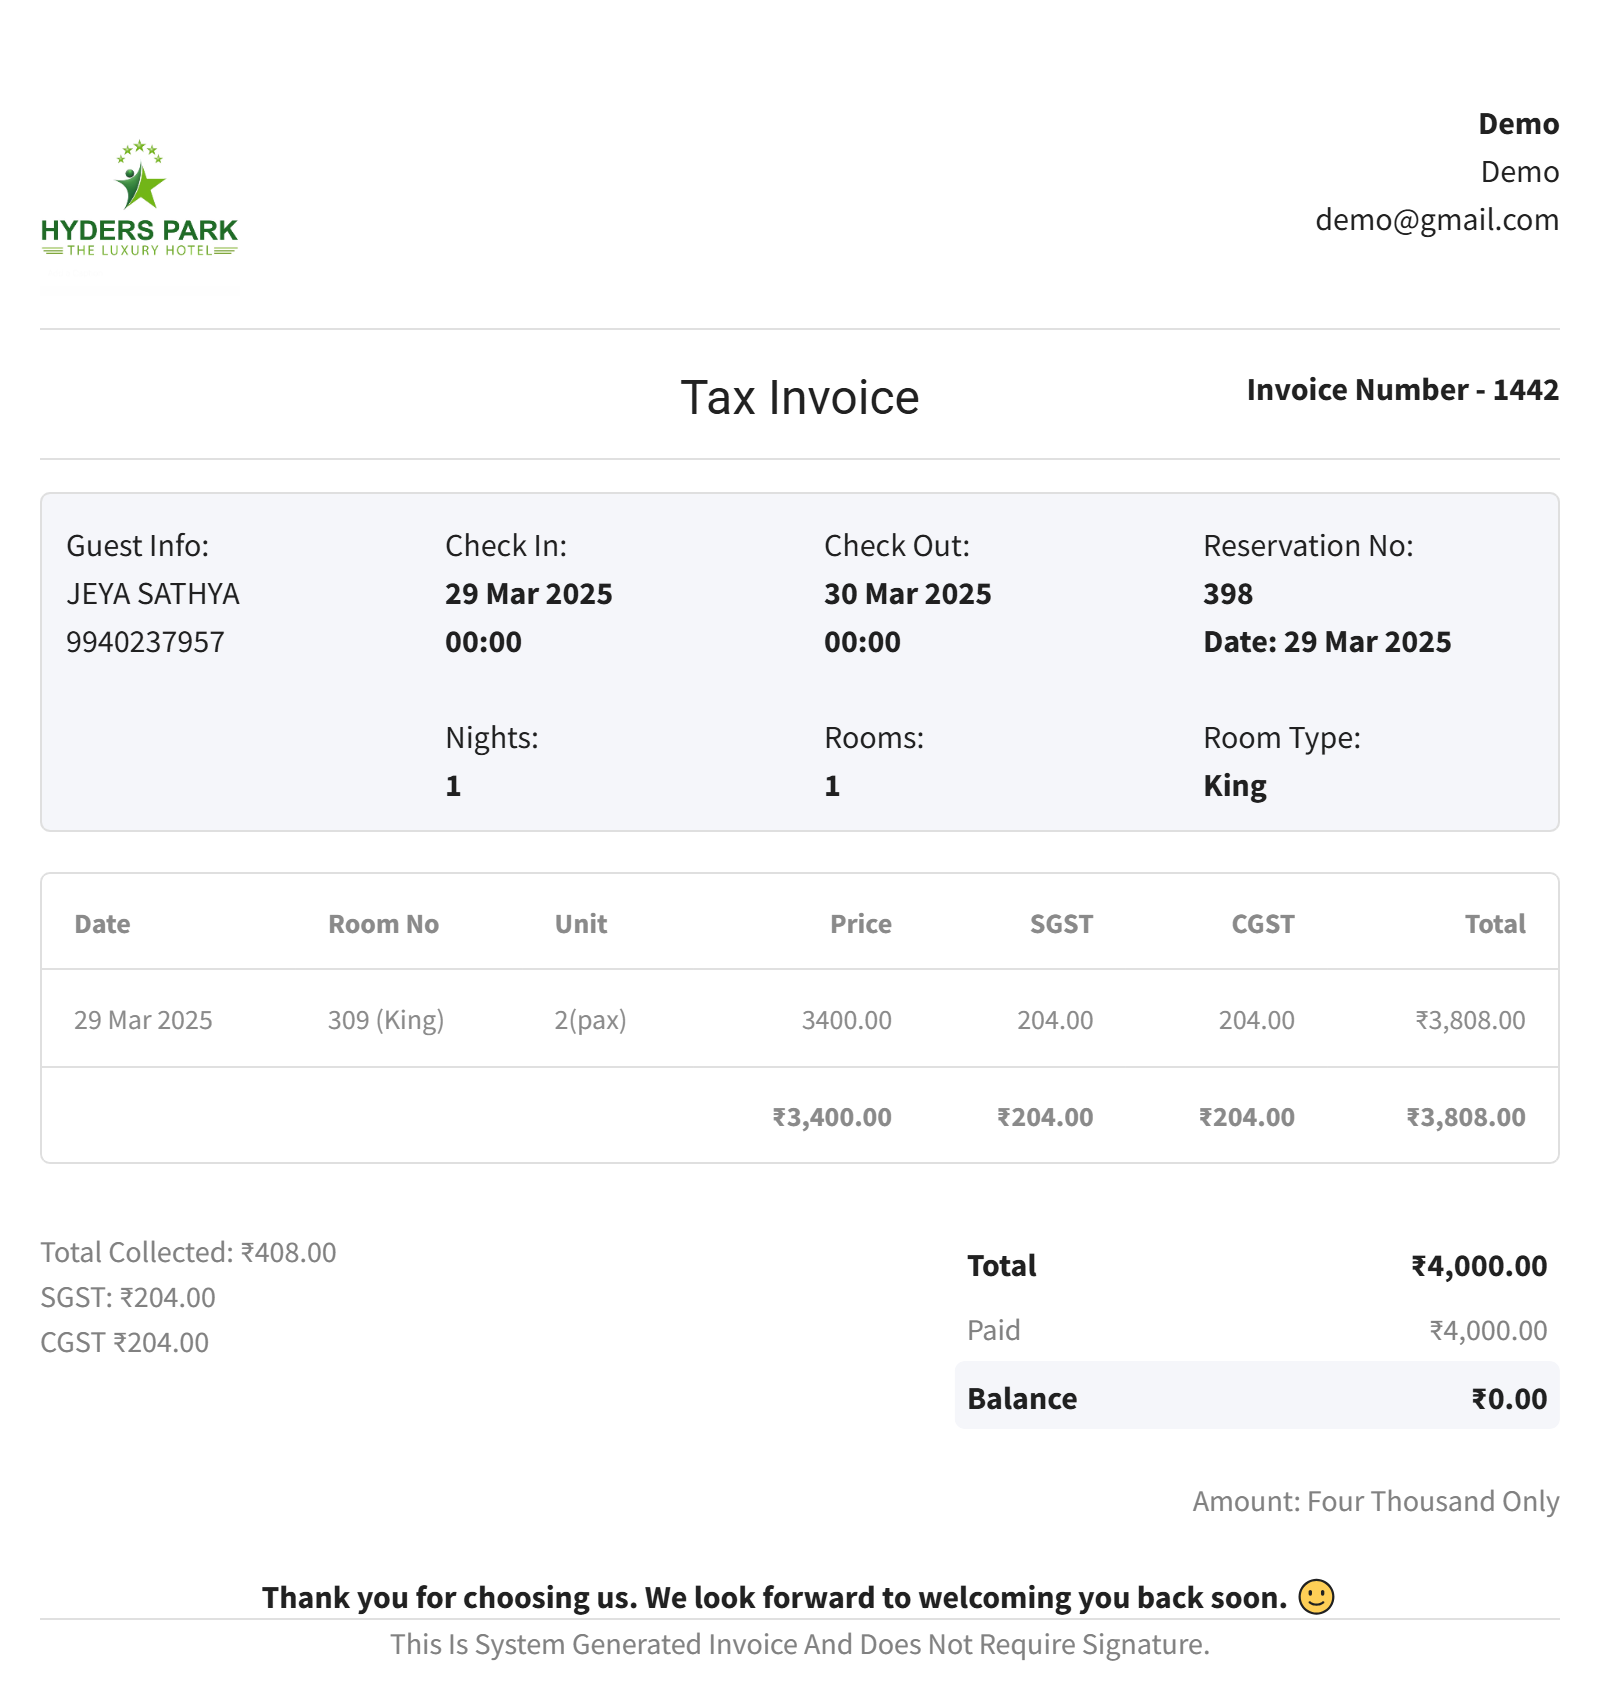 HYDERS PARK
THE LUXURY HOTEL
Demo
Demo
demo@gmail.com
Tax Invoice
Invoice Number - 1442
Guest Info:
JEYA SATHYA
9940237957
Check In:
29 Mar 2025
00:00
Check Out:
30 Mar 2025
00:00
Reservation No:
398
Date: 29 Mar 2025
Nights:
1
Rooms:
1
Room Type:
King
Date Room No Unit Price SGST CGST Total
29 Mar 2025 309 (King) 2(pax) 3400.00 204.00 204.00 ₹3,808.00
₹3,400.00 ₹204.00 ₹204.00 ₹3,808.00
Total Collected: ₹408.00
SGST: ₹204.00
CGST ₹204.00
Total ₹4,000.00
Paid ₹4,000.00
Balance ₹0.00
Amount: Four Thousand Only
Thank you for choosing us. We look forward to welcoming you back soon. 🙂
This Is System Generated Invoice And Does Not Require Signature.